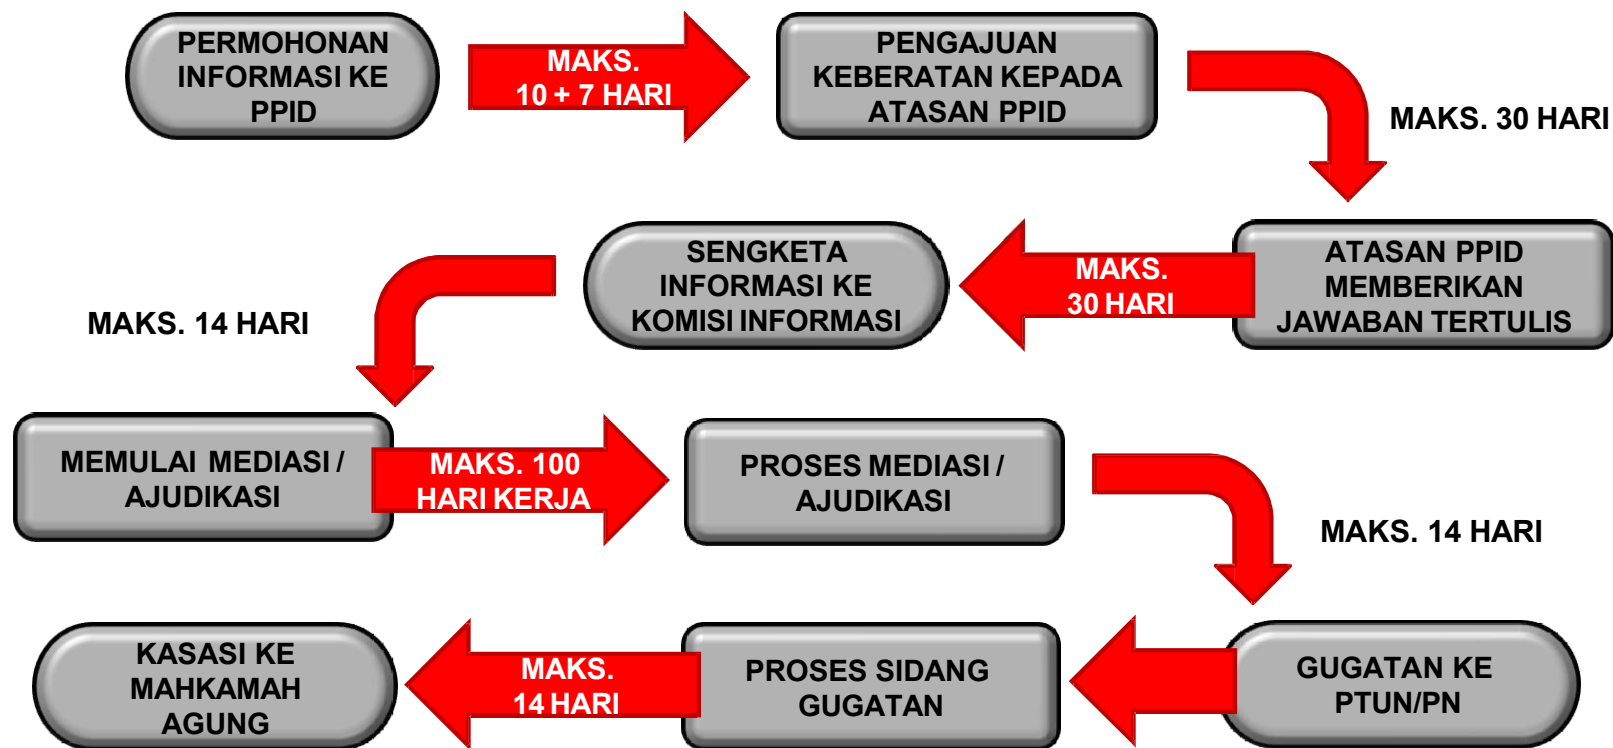 PERMOHONAN
INFORMASI KE
PPID
MAKS.
10 + 7 HARI
PENGAJUAN
KEBERATAN KEPADA
ATASAN PPID
MAKS. 30 HARI
ATASAN PPID
MEMBERIKAN
JAWABAN TERTULIS
MAKS.
30 HARI
SENGKETA
INFORMASI KE
KOMISI INFORMASI
MAKS. 14 HARI
MEMULAI MEDIASI /
AJUDIKASI
MAKS. 100
HARI KERJA
PROSES MEDIASI /
AJUDIKASI
MAKS. 14 HARI
GUGATAN KE
PTUN/PN
PROSES SIDANG
GUGATAN
MAKS.
14 HARI
KASASI KE
MAHKAMAH
AGUNG